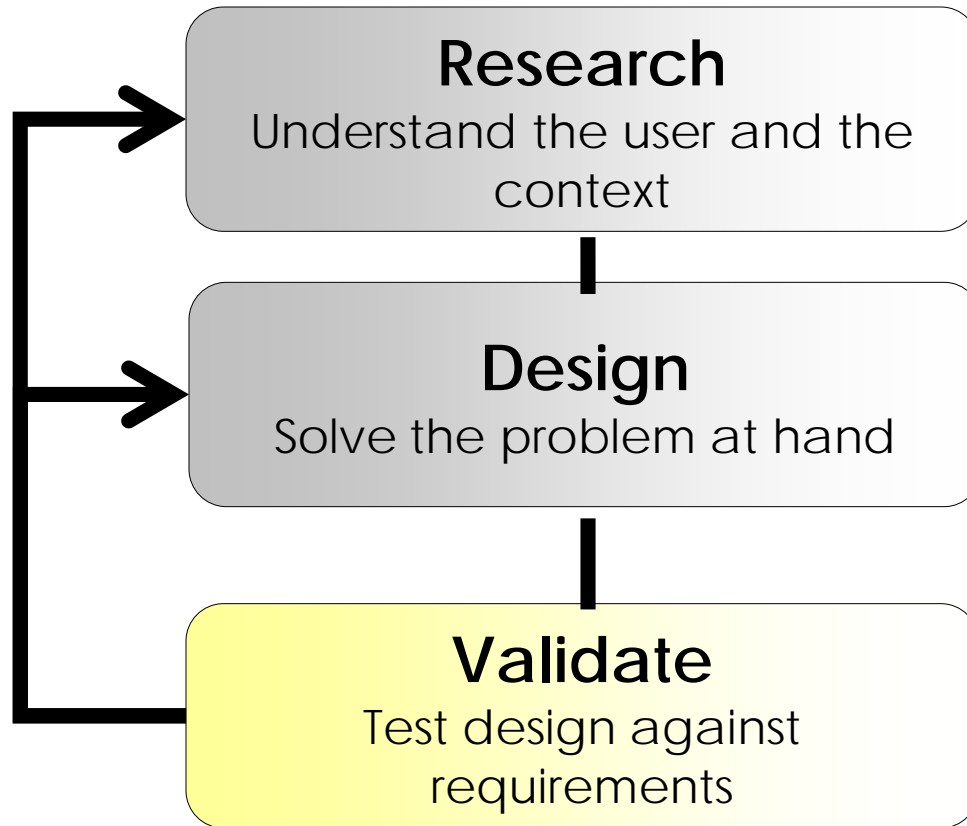 Research
Understand the user and the
context
Design
Solve the problem at hand
Validate
Test design against
requirements